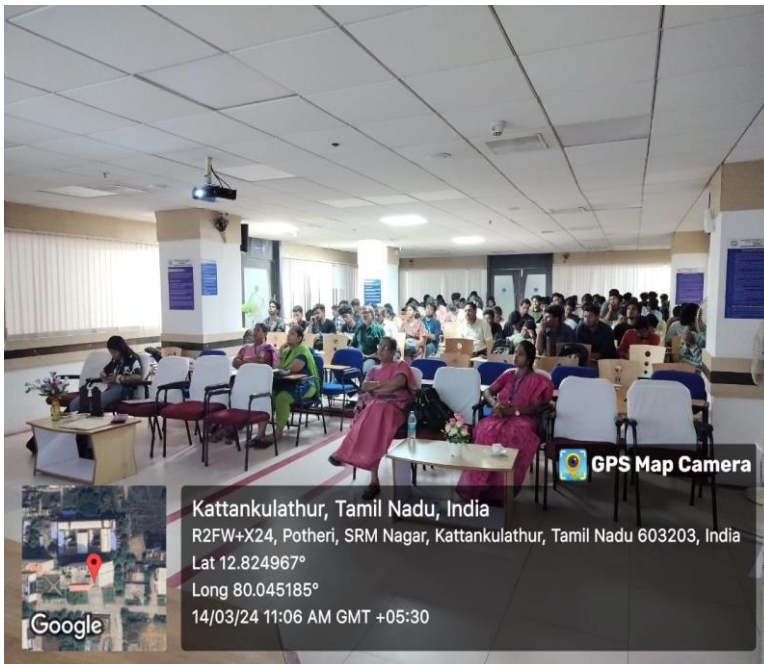 GPS Map Camera
Kattankulathur, Tamil Nadu, India
R2FW+X24, Potheri, SRM Nagar, Kattankulathur, Tamil Nadu 603203, India
Lat 12.824967°
Long 80.045185°
14/03/24 11:06 AM GMT +05:30
Google